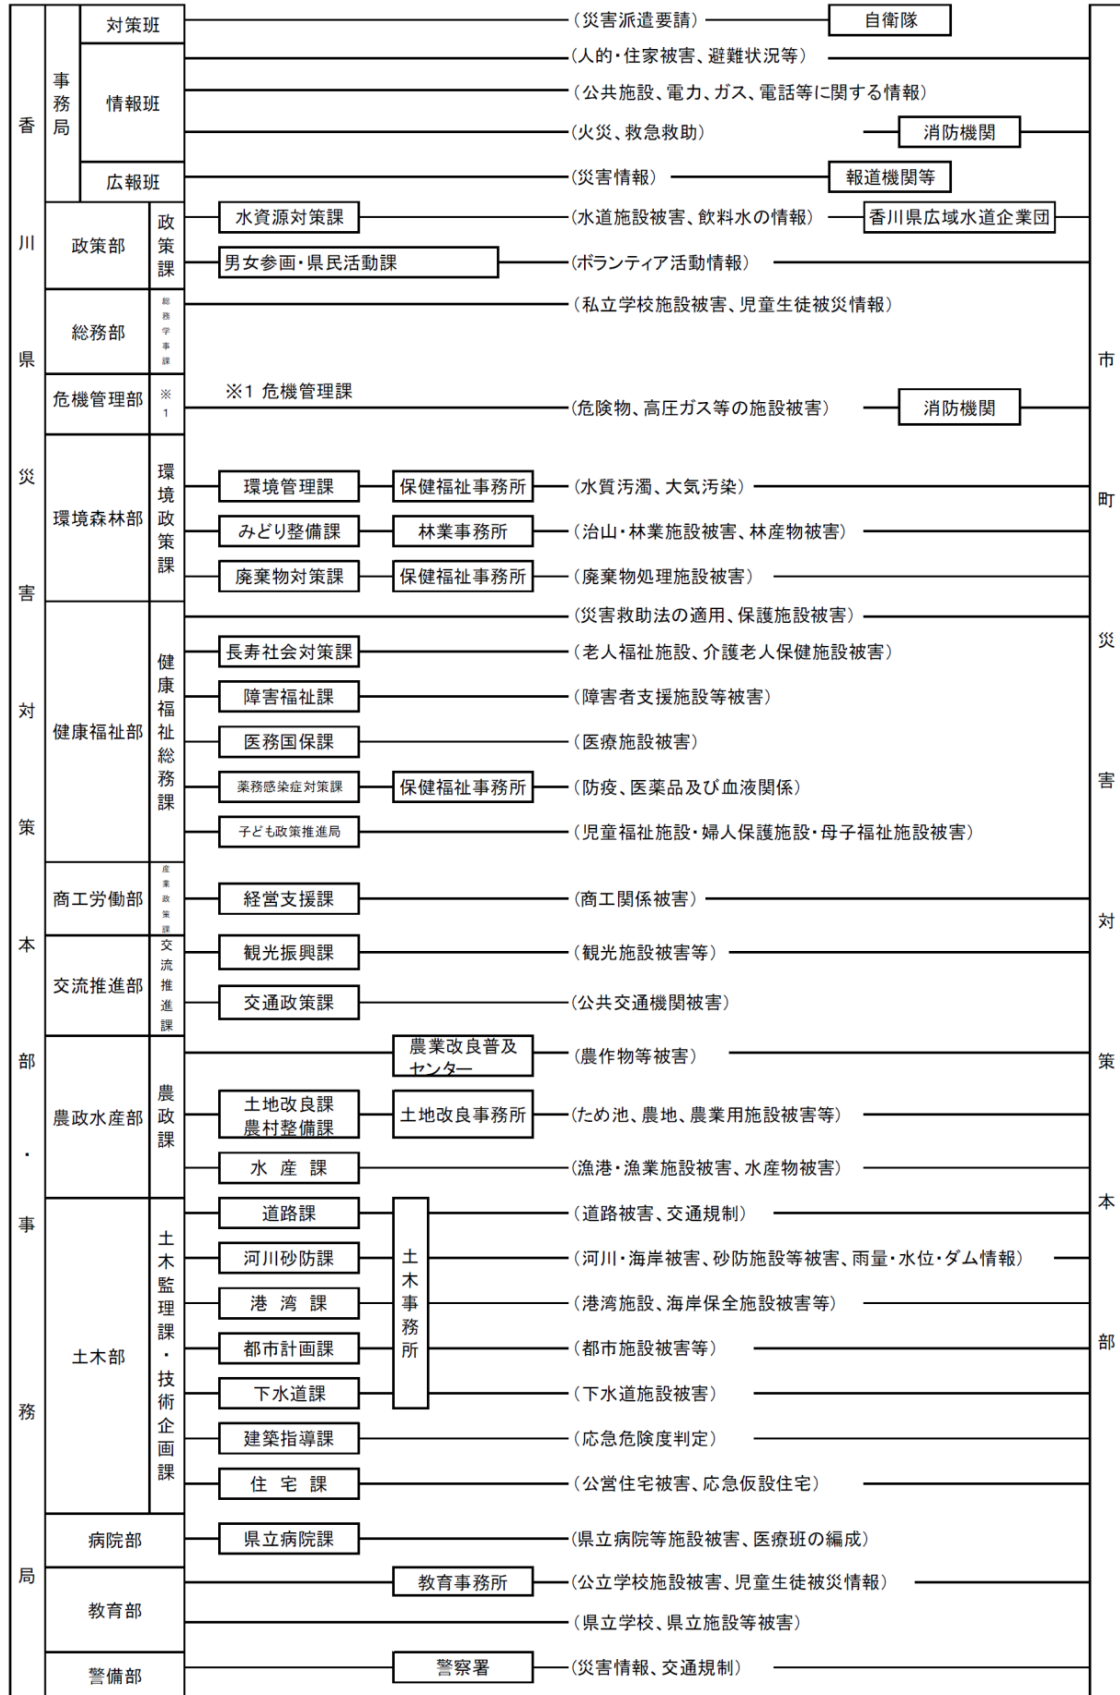 香川県災害対策本部・事務局
事務局
対策班
(災害派遣要請)
自衛隊
情報班
(人的・住家被害、避難状況等)
(公共施設、電力、ガス、電話等に関する情報)
(火災、救急救助)
消防機関
広報班
(災害情報)
報道機関等
政策部
政策課
水資源対策課
(水道施設被害、飲料水の情報)
香川県広域水道企業団
男女参画・県民活動課
(ボランティア活動情報)
総務部
総務学事課
(私立学校施設被害、児童生徒被災情報)
危機管理部
※1
※1 危機管理課
(危険物、高圧ガス等の施設被害)
消防機関
環境森林部
環境政策課
環境管理課
保健福祉事務所
(水質汚濁、大気汚染)
みどり整備課
林業事務所
(治山・林業施設被害、林産物被害)
廃棄物対策課
保健福祉事務所
(廃棄物処理施設被害)
健康福祉部
健康福祉総務課
(災害救助法の適用、保護施設被害)
長寿社会対策課
(老人福祉施設、介護老人保健施設被害)
障害福祉課
(障害者支援施設等被害)
医務国保課
(医療施設被害)
薬務感染症対策課
保健福祉事務所
(防疫、医薬品及び血液関係)
子ども政策推進局
(児童福祉施設・婦人保護施設・母子福祉施設被害)
商工労働部
産業政策課
経営支援課
(商工関係被害)
交流推進部
交流推進課
観光振興課
(観光施設被害等)
交通政策課
(公共交通機関被害)
農政水産部
農政課
農業改良普及
センター
(農作物等被害)
土地改良課
農村整備課
土地改良事務所
(ため池、農地、農業用施設被害等)
水 産 課
(漁港・漁業施設被害、水産物被害)
土木部
土木監理課・技術企画課
土木事務所
道路課
(道路被害、交通規制)
河川砂防課
(河川・海岸被害、砂防施設等被害、雨量・水位・ダム情報)
港 湾 課
(港湾施設、海岸保全施設被害等)
都市計画課
(都市施設被害等)
下水道課
(下水道施設被害)
建築指導課
(応急危険度判定)
住 宅 課
(公営住宅被害、応急仮設住宅)
病院部
県立病院課
(県立病院等施設被害、医療班の編成)
教育部
教育事務所
(公立学校施設被害、児童生徒被災情報)
(県立学校、県立施設等被害)
警備部
警察署
(災害情報、交通規制)
市町災害対策本部